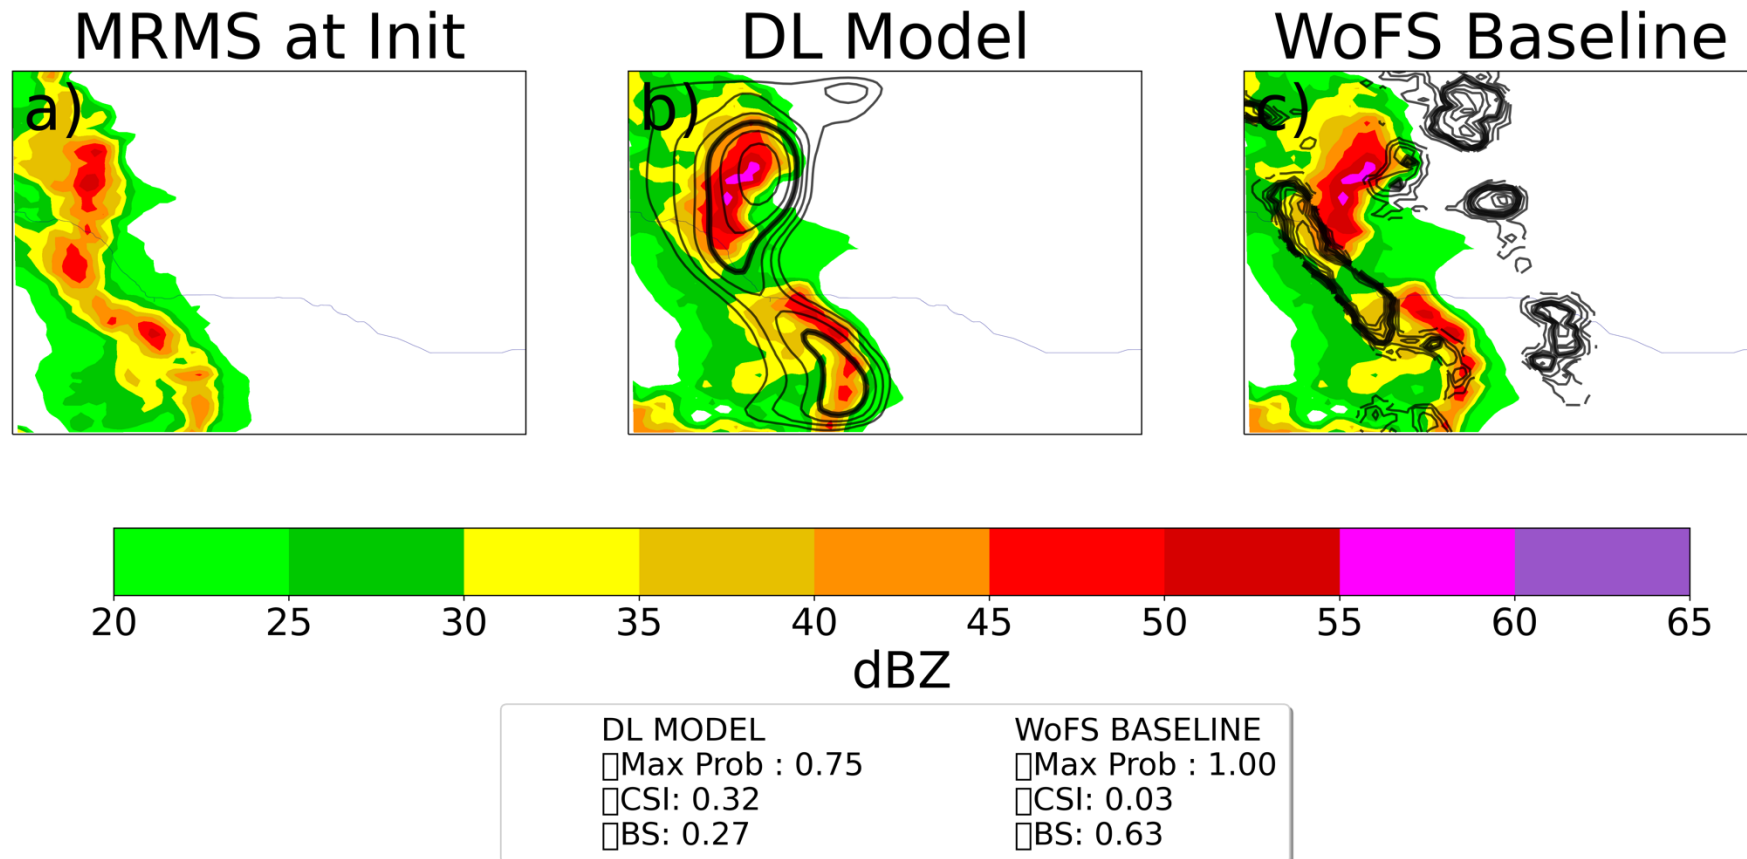 MRMS at Init
DL Model
WoFS Baseline
a)
b)
c)
20 25 30 35 40 45 50 55 60 65
dBZ
DL MODEL
▯Max Prob : 0.75
▯CSI: 0.32
▯BS: 0.27
WoFS BASELINE
▯Max Prob : 1.00
▯CSI: 0.03
▯BS: 0.63